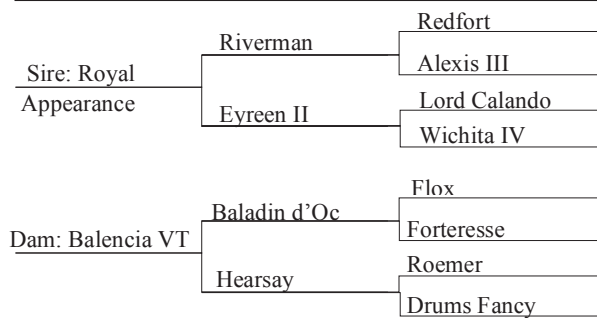 Redfort
Riverman
Alexis III
Sire: Royal
Appearance
Lord Calando
Eyreen II
Wichita IV
Flox
Baladin d'Oc
Forteresse
Dam: Balencia VT
Roemer
Hearsay
Drums Fancy